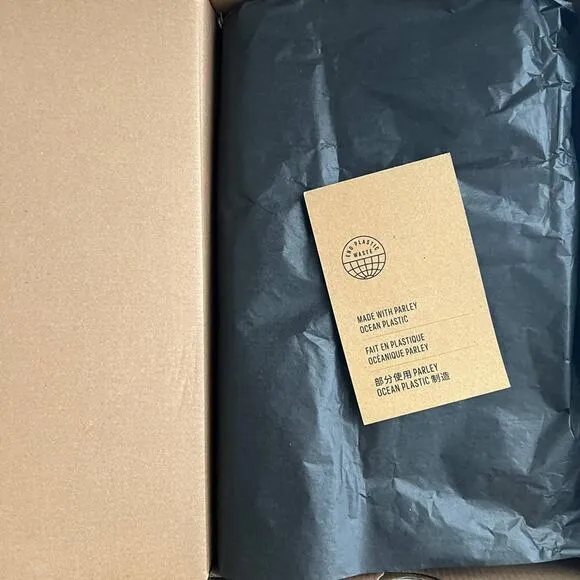 END PLASTIC
WASTE
MADE WITH PARLEY
OCEAN PLASTIC
FAIT EN PLASTIQUE
OCÉANIQUE PARLEY
部分使用 PARLEY
OCEAN PLASTIC 制造